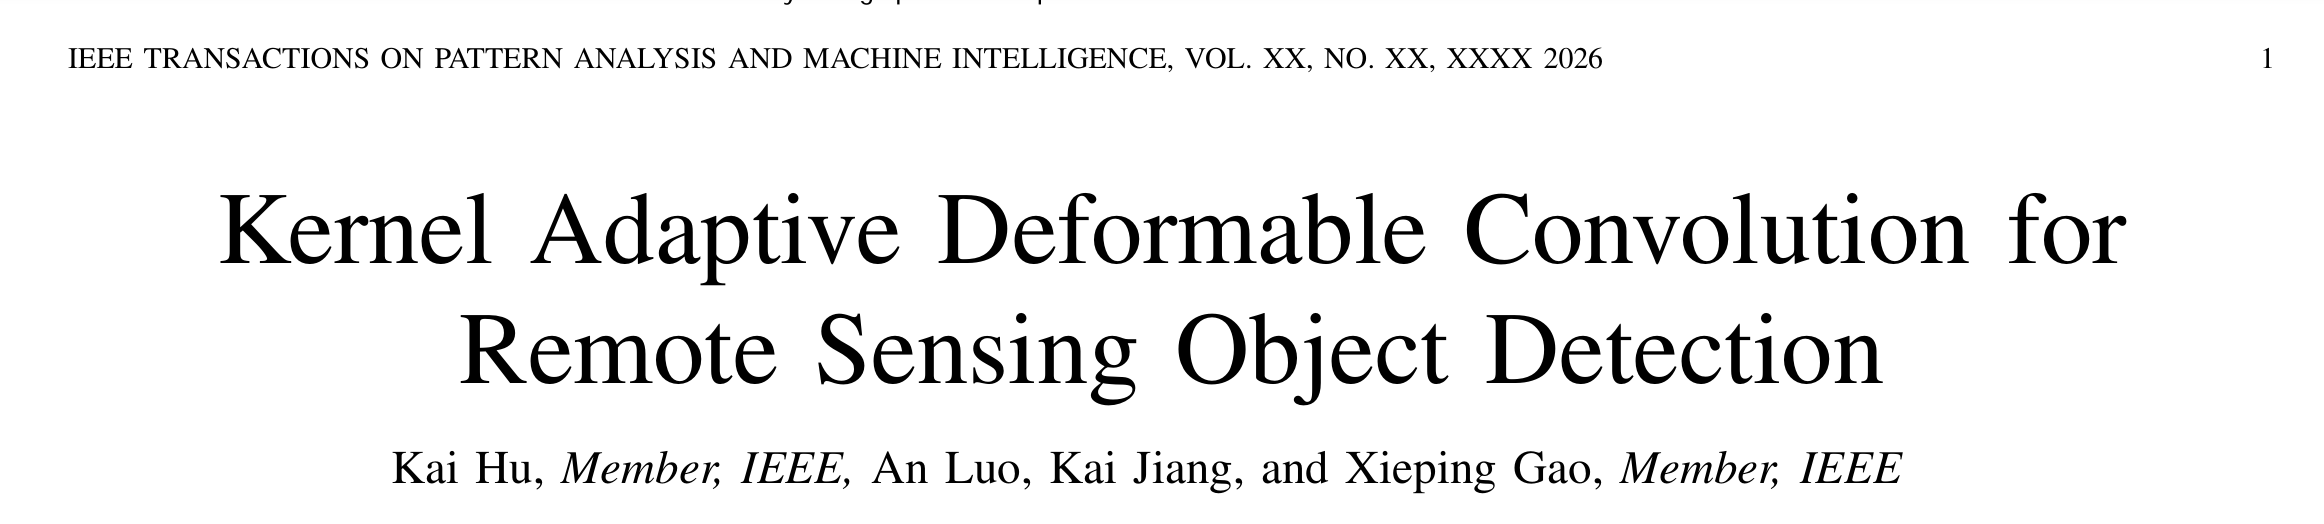 IEEE TRANSACTIONS ON PATTERN ANALYSIS AND MACHINE INTELLIGENCE, VOL. XX, NO. XX, XXXX 2026 1
Kernel Adaptive Deformable Convolution for
Remote Sensing Object Detection
Kai Hu, Member, IEEE, An Luo, Kai Jiang, and Xieping Gao, Member, IEEE